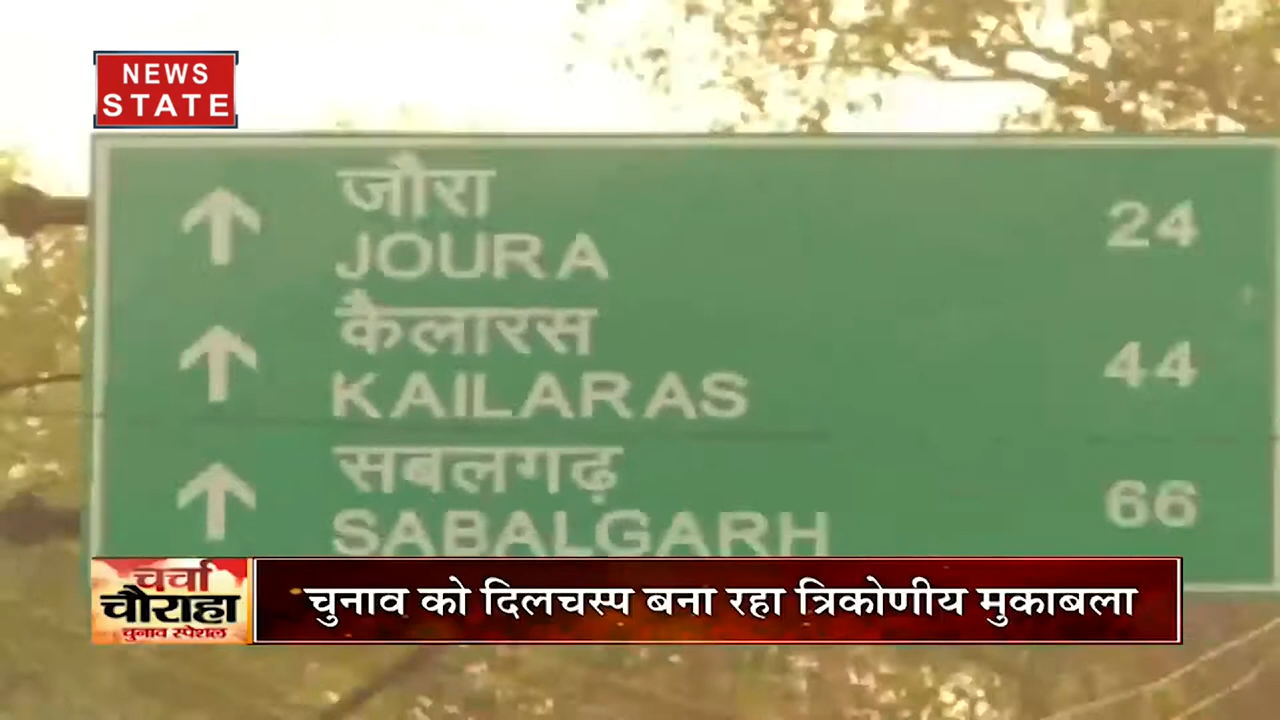 NEWS
STATE
जौरा
JOURA 24
कैलारस
KAILARAS 44
सबलगढ़
SABALGARH 66
चर्चा
चौराहा
चुनाव स्पेशल
चुनाव को दिलचस्प बना रहा त्रिकोणीय मुकाबला